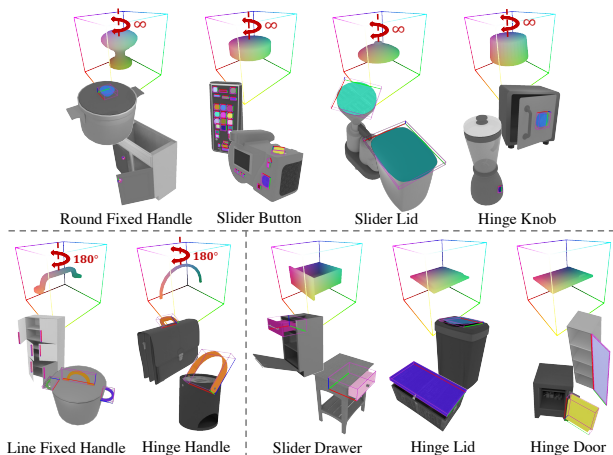 ∞ ∞ ∞ ∞
Round Fixed Handle Slider Button Slider Lid Hinge Knob
180° 180°
Line Fixed Handle Hinge Handle Slider Drawer Hinge Lid Hinge Door